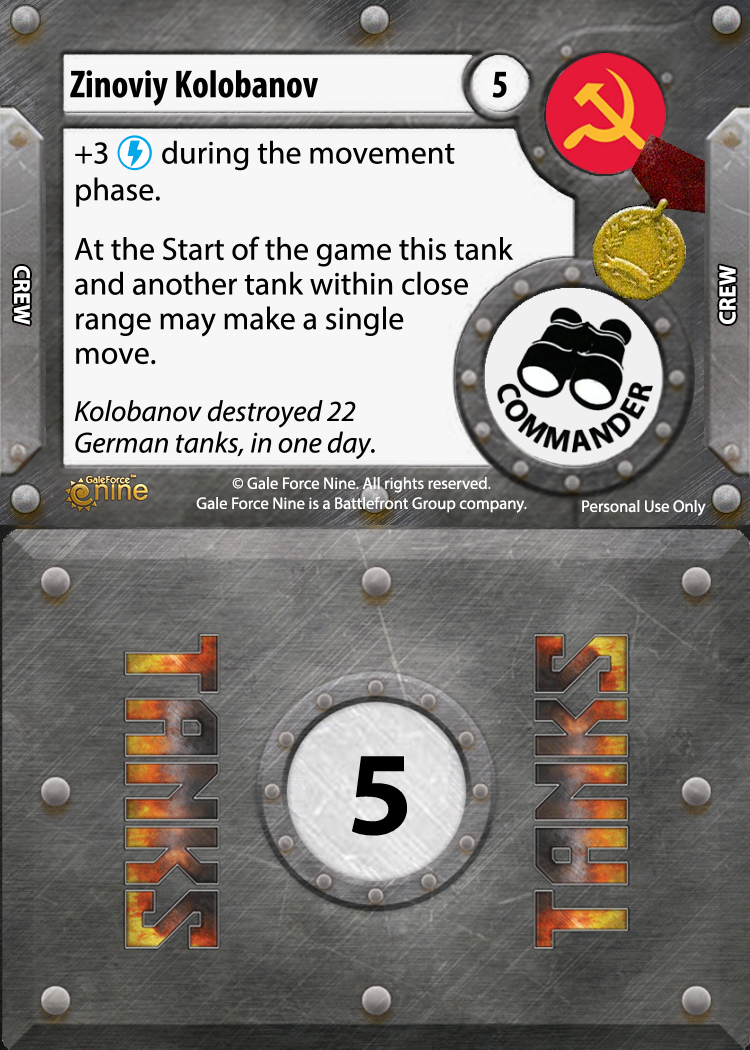 Zinoviy Kolobanov
5
+3 during the movement
phase.
At the Start of the game this tank
and another tank within close
range may make a single
move.
Kolobanov destroyed 22
German tanks, in one day.
CREW
CREW
COMMANDER
GaleForce™
nine
© Gale Force Nine. All rights reserved.
Gale Force Nine is a Battlefront Group company.
Personal Use Only
TANKS
5
TANKS